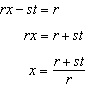 rx − st = r
rx = r + st
x = (r + st)/r